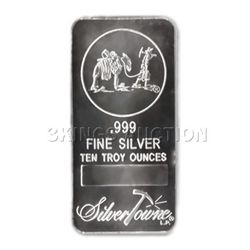 .999
3KINGSAUCTION
FINE SILVER
TEN TROY OUNCES
SilverTowne®
L.P.